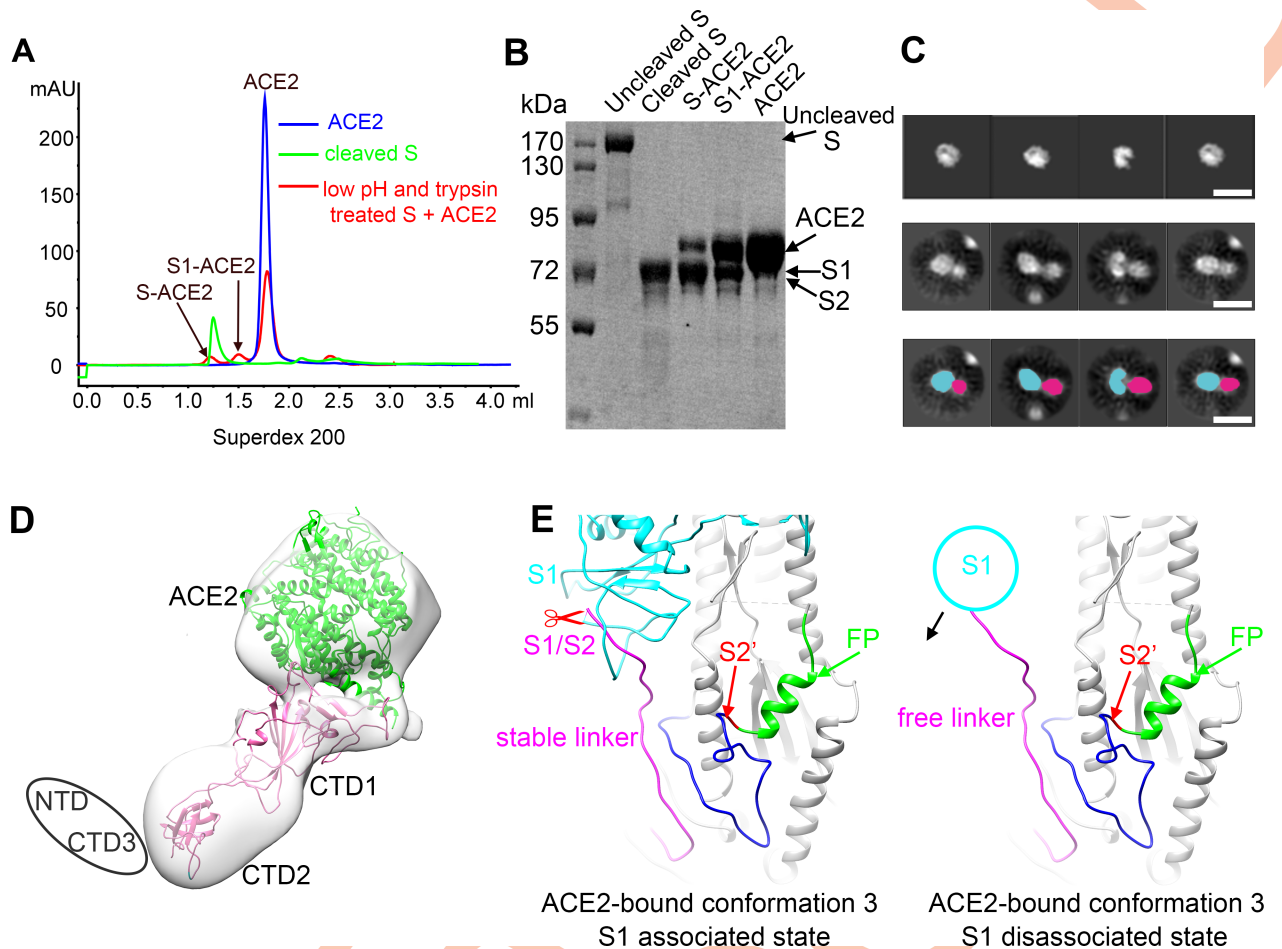 A
mAU
200
150
100
50
0
ACE2
ACE2
cleaved S
low pH and trypsin
treated S + ACE2
S1-ACE2
S-ACE2
0.0 0.5 1.0 1.5 2.0 2.5 3.0 3.5 4.0 ml
Superdex 200
B
kDa
Uncleaved S
Cleaved S
S-ACE2
S1-ACE2
ACE2
170
130
95
72
55
Uncleaved
S
ACE2
S1
S2
C
D
ACE2
CTD1
NTD
CTD3
CTD2
E
S1
S1/S2
S2’
FP
stable linker
ACE2-bound conformation 3
S1 associated state
S1
S2’
FP
free linker
ACE2-bound conformation 3
S1 disassociated state